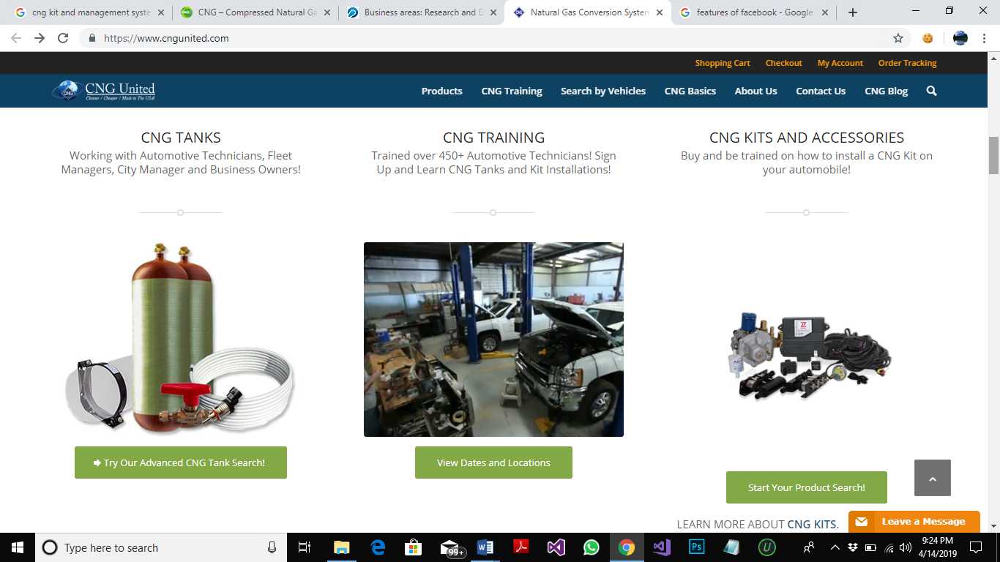 cng kit and management syste
CNG – Compressed Natural Ga
Business areas: Research and D
Natural Gas Conversion System
features of facebook - Google
https://www.cngunited.com
Shopping Cart Checkout My Account Order Tracking
CNG
CNG United
Cleaner / Cheaper / Made in The USA!
Products CNG Training Search by Vehicles CNG Basics About Us Contact Us CNG Blog
CNG TANKS
Working with Automotive Technicians, Fleet
Managers, City Manager and Business Owners!
CNG TRAINING
Trained over 450+ Automotive Technicians! Sign
Up and Learn CNG Tanks and Kit Installations!
CNG KITS AND ACCESSORIES
Buy and be trained on how to install a CNG Kit on
your automobile!
Try Our Advanced CNG Tank Search!
View Dates and Locations
Start Your Product Search!
LEARN MORE ABOUT CNG KITS.
Leave a Message
Type here to search
99+
9:24 PM
4/14/2019